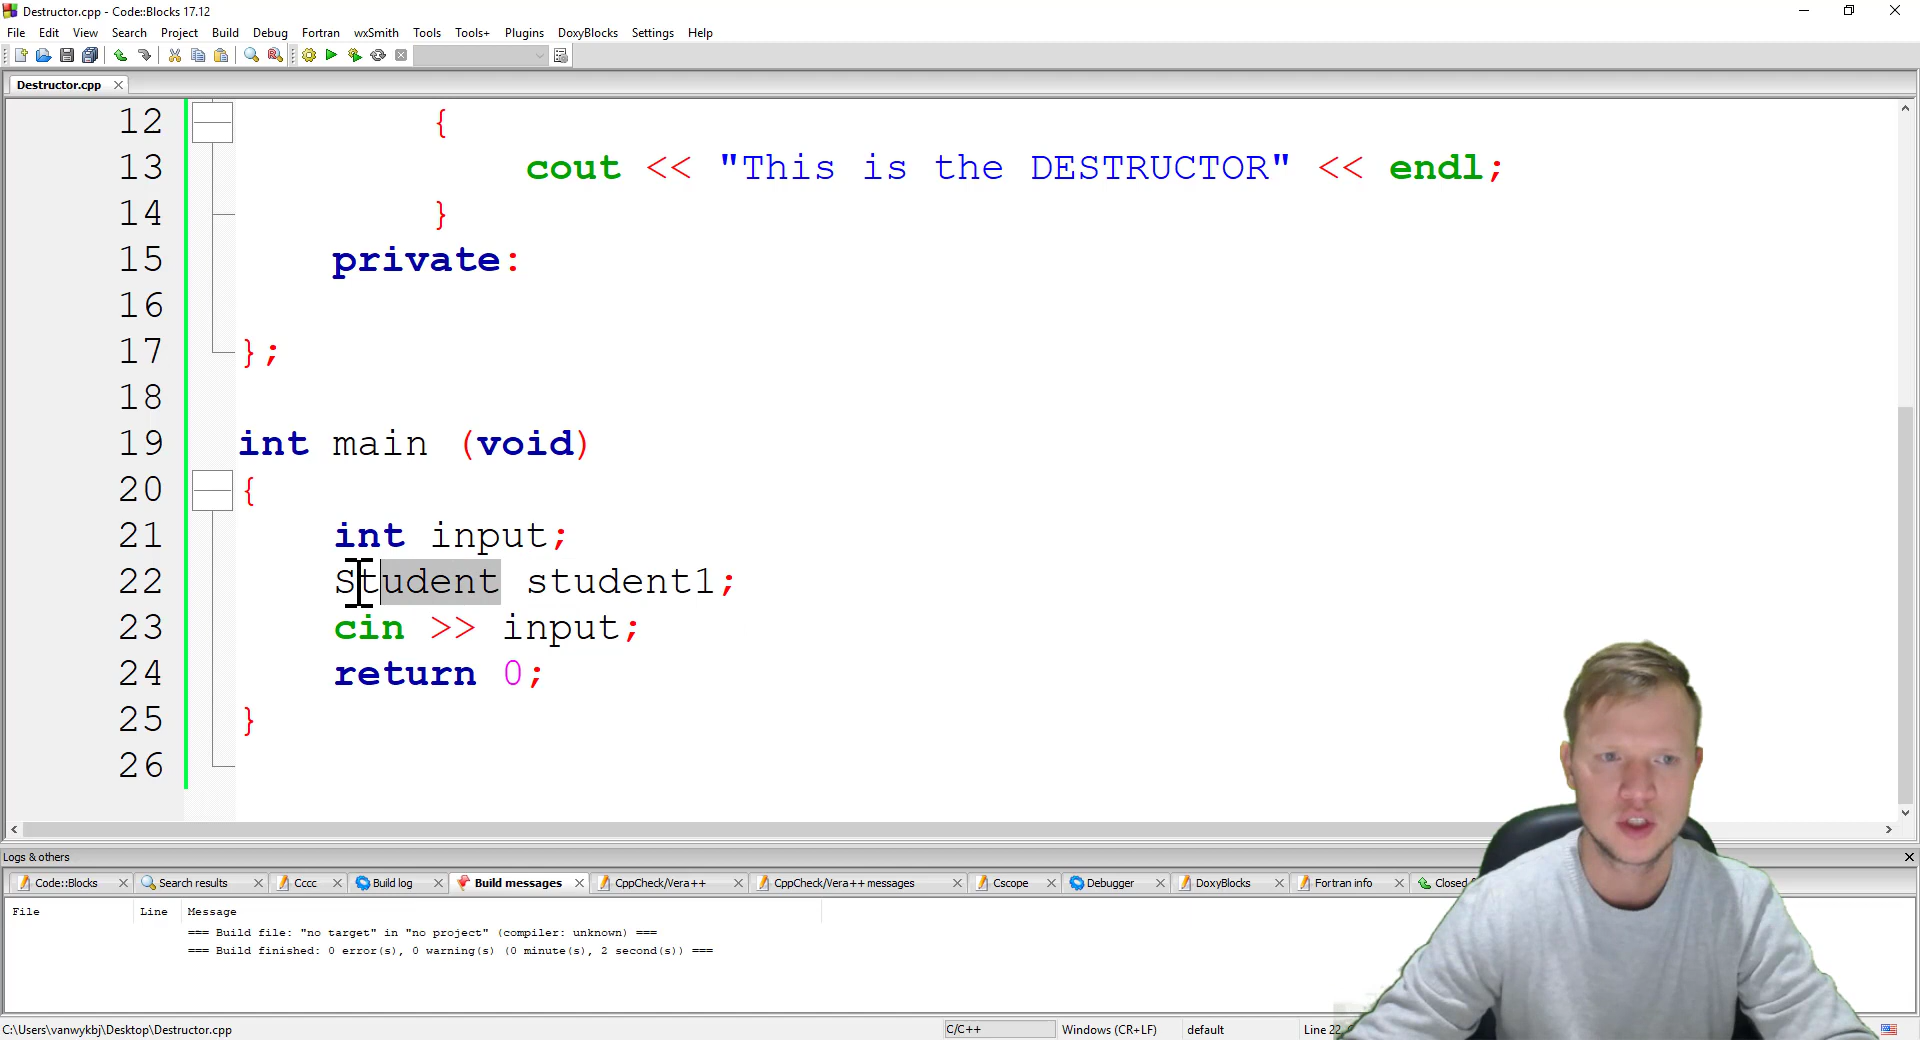 Destructor.cpp - Code::Blocks 17.12
File Edit View Search Project Build Debug Fortran wxSmith Tools Tools+ Plugins DoxyBlocks Settings Help
Destructor.cpp
12 {
13 cout << "This is the DESTRUCTOR" << endl;
14 }
15 private:
16
17 };
18
19 int main (void)
20 {
21 int input;
22 Student student1;
23 cin >> input;
24 return 0;
25 }
26
Logs & others
Code::Blocks Search results Cccc Build log Build messages CppCheck/Vera++ CppCheck/Vera++ messages Cscope Debugger DoxyBlocks Fortran info Closed
File Line Message
=== Build file: "no target" in "no project" (compiler: unknown) ===
=== Build finished: 0 error(s), 0 warning(s) (0 minute(s), 2 second(s)) ===
C:\Users\vanwykbj\Desktop\Destructor.cpp C/C++ Windows (CR+LF) default Line 22,